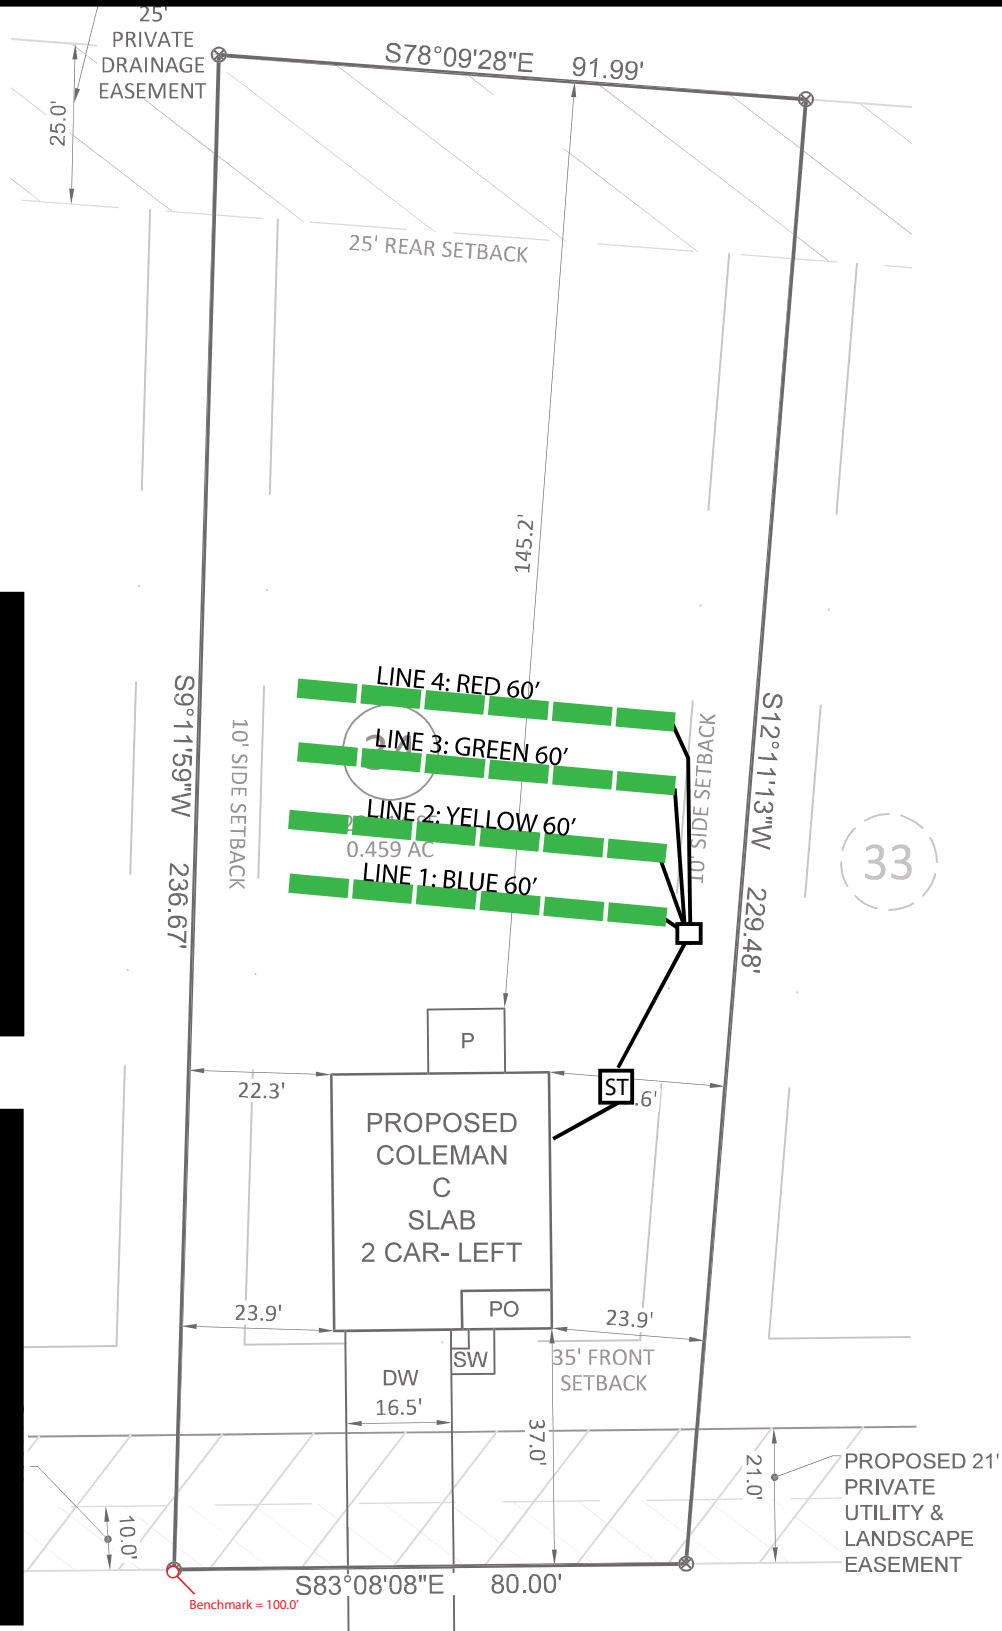 25'
PRIVATE
DRAINAGE
EASEMENT
S78°09'28"E 91.99'
25.0'
25' REAR SETBACK
145.2'
LINE 4: RED 60'
LINE 3: GREEN 60'
LINE 2: YELLOW 60'
0.459 AC
LINE 1: BLUE 60'
S9°11'59"W 236.67'
10' SIDE SETBACK
10' SIDE SETBACK
S12°11'13"W 229.48'
33
P
22.3'
ST
.6'
PROPOSED
COLEMAN
C
SLAB
2 CAR- LEFT
PO
23.9'
23.9'
SW
35' FRONT
SETBACK
DW
16.5'
37.0'
21.0'
PROPOSED 21'
PRIVATE
UTILITY &
LANDSCAPE
EASEMENT
10.0'
S83°08'08"E 80.00'
Benchmark = 100.0'